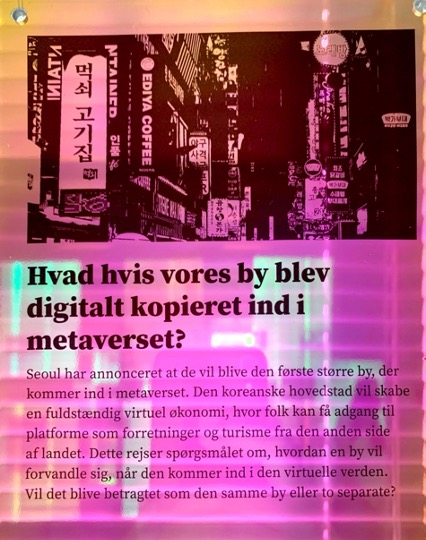 먹쇠 고기집
EDIYA COFFEE
Hvad hvis vores by blev
digitalt kopieret ind i
metaverset?
Seoul har annonceret at de vil blive den første større by, der
kommer ind i metaverset. Den koreanske hovedstad vil skabe
en fuldstændig virtuel økonomi, hvor folk kan få adgang til
platforme som forretninger og turisme fra den anden side
af landet. Dette rejser spørgsmålet om, hvordan en by vil
forvandle sig, når den kommer ind i den virtuelle verden.
Vil det blive betragtet som den samme by eller to separate?